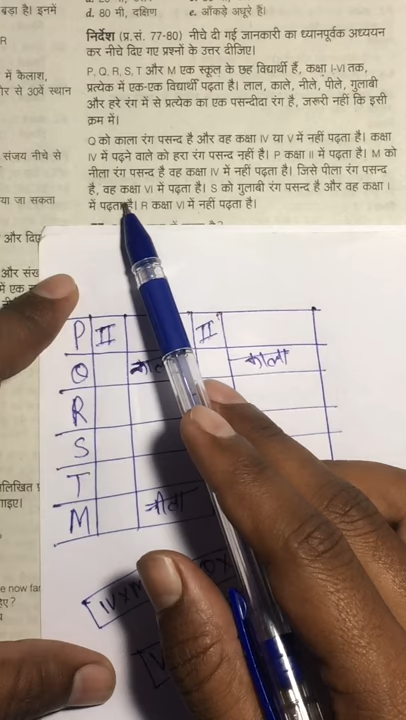 बड़ा है। इनमें
d. 80 मी, दक्षिण e. आँकड़े अधूरे हैं।
R
निर्देश (प्र.सं. 77-80) नीचे दी गई जानकारी का ध्यानपूर्वक अध्ययन
कर नीचे दिए गए प्रश्नों के उत्तर दीजिए।
में कैलाश,
P, Q, R, S, T और M एक स्कूल के छह विद्यार्थी हैं, कक्षा I-VI तक,
र से 30वें स्थान
प्रत्येक में एक-एक विद्यार्थी पढ़ता है। लाल, काले, नीले, पीले, गुलाबी
और हरे रंग में से प्रत्येक का एक पसन्दीदा रंग है, जरूरी नहीं कि इसी
क्रम में।
Q को काला रंग पसन्द है और वह कक्षा IV या V में नहीं पढ़ता है। कक्षा
संजय नीचे से
IV में पढ़ने वाले को हरा रंग पसन्द नहीं है। P कक्षा II में पढ़ता है। M को
नीला रंग पसन्द है वह कक्षा IV में नहीं पढ़ता है। जिसे पीला रंग पसन्द
है, वह कक्षा VI में पढ़ता है। S को गुलाबी रंग पसन्द है और वह कक्षा I
या जा सकता
में पढ़ता है। R कक्षा VI में नहीं पढ़ता है।
और दिए
और संख
में एक
P II II
Q काला काला
R
S
T
M नीला
लिखित
गाइए।
e now far
हिए?